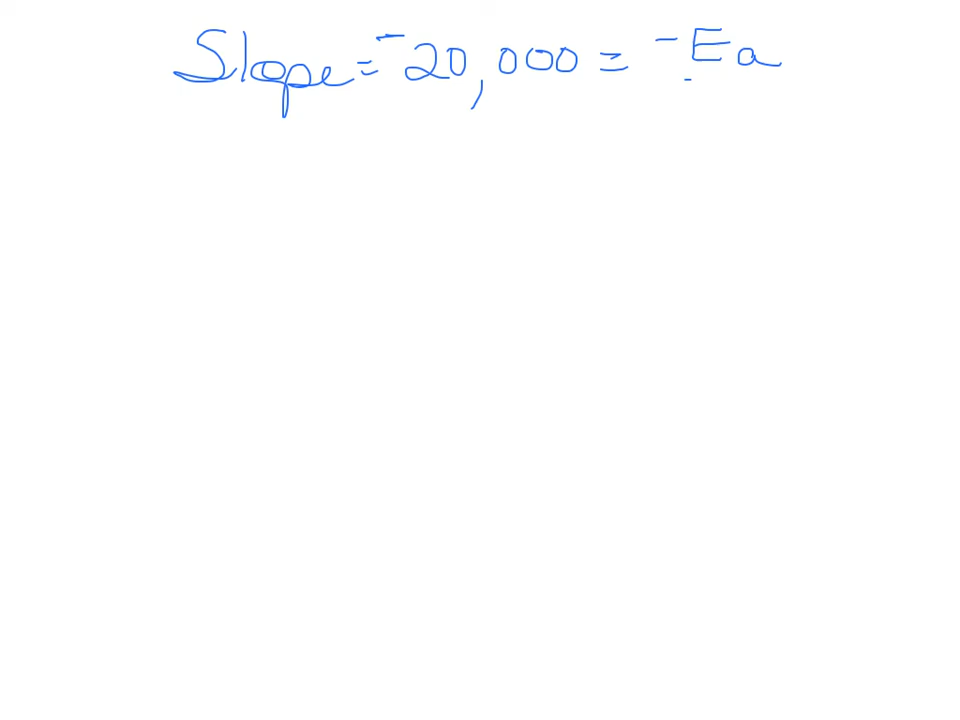 Slope = -20,000 = -Ea